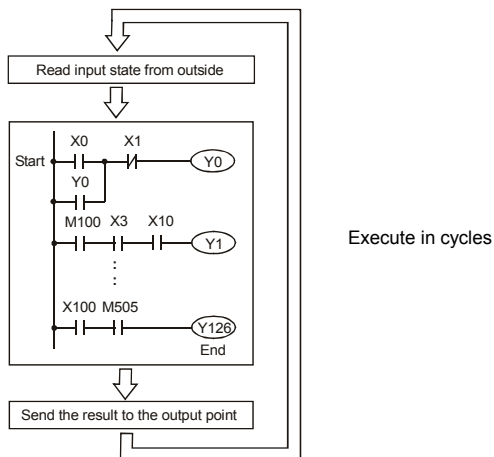 Read input state from outside
X0 X1
Start Y0
Y0
M100 X3 X10
Y1
Execute in cycles
X100 M505
Y126
End
Send the result to the output point